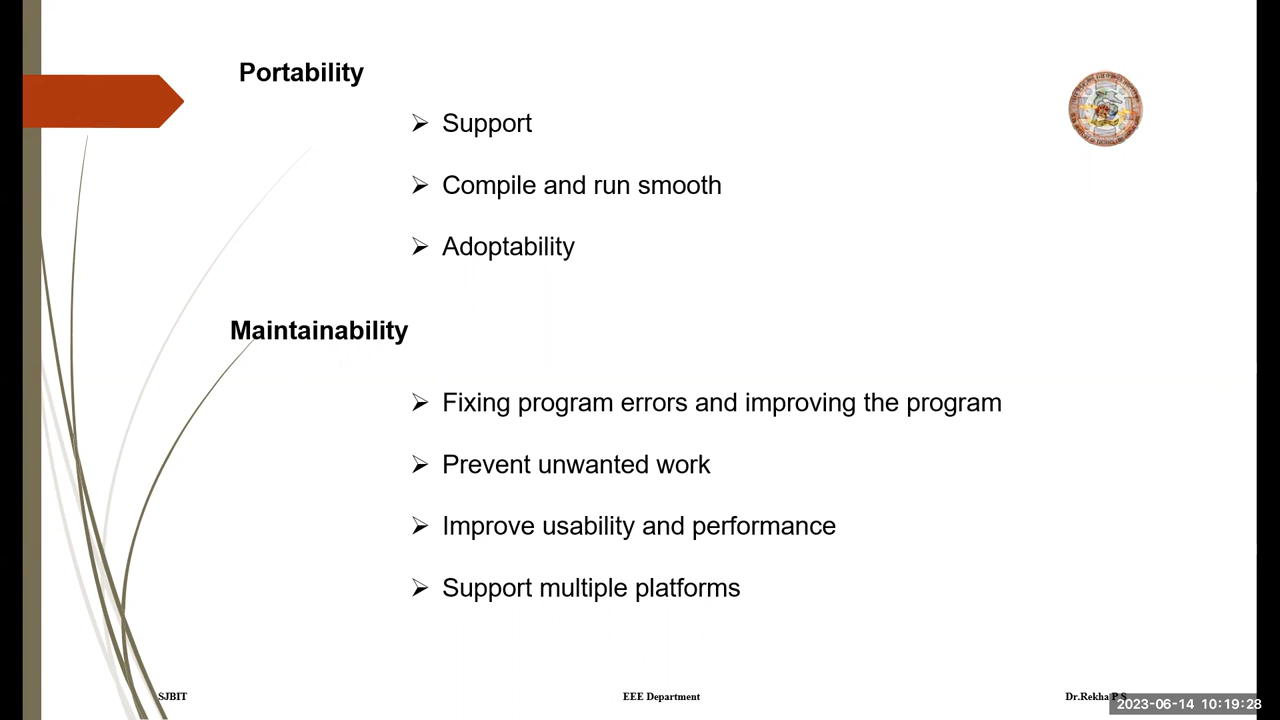 Portability
Support
Compile and run smooth
Adoptability
Maintainability
Fixing program errors and improving the program
Prevent unwanted work
Improve usability and performance
Support multiple platforms
SJBIT
EEE Department
Dr.Rekha P S
2023-06-14 10:19:28